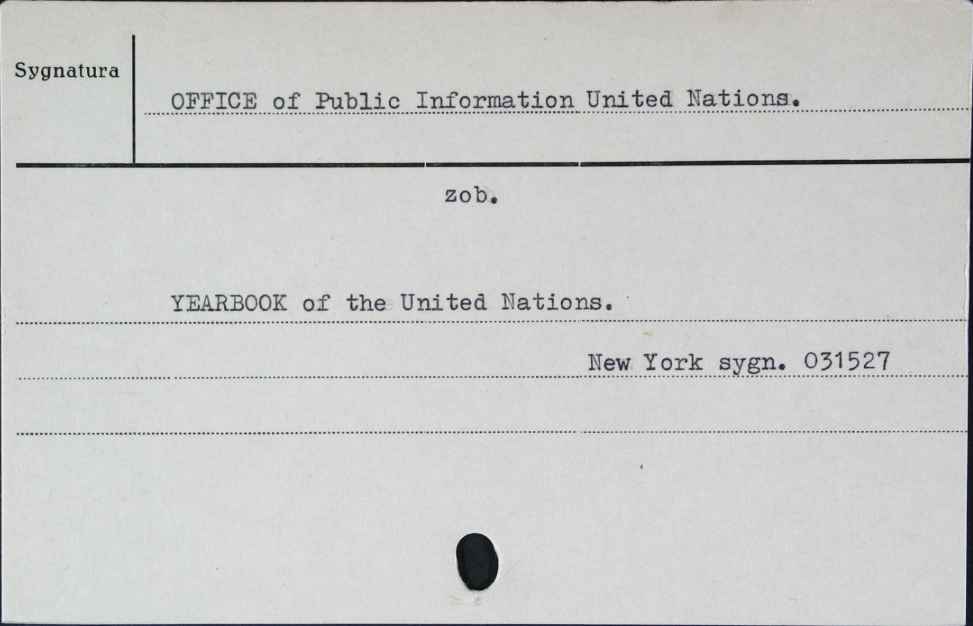 Sygnatura
OFFICE of Public Information United Nations.
zob.
YEARBOOK of the United Nations.
New York sygn. 031527